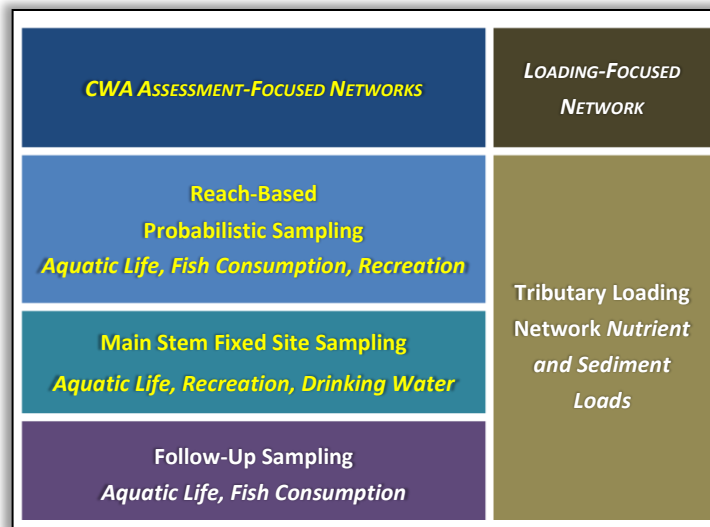 CWA ASSESSMENT-FOCUSED NETWORKS
LOADING-FOCUSED
NETWORK
Reach-Based
Probabilistic Sampling
Aquatic Life, Fish Consumption, Recreation
Main Stem Fixed Site Sampling
Aquatic Life, Recreation, Drinking Water
Follow-Up Sampling
Aquatic Life, Fish Consumption
Tributary Loading
Network Nutrient
and Sediment
Loads